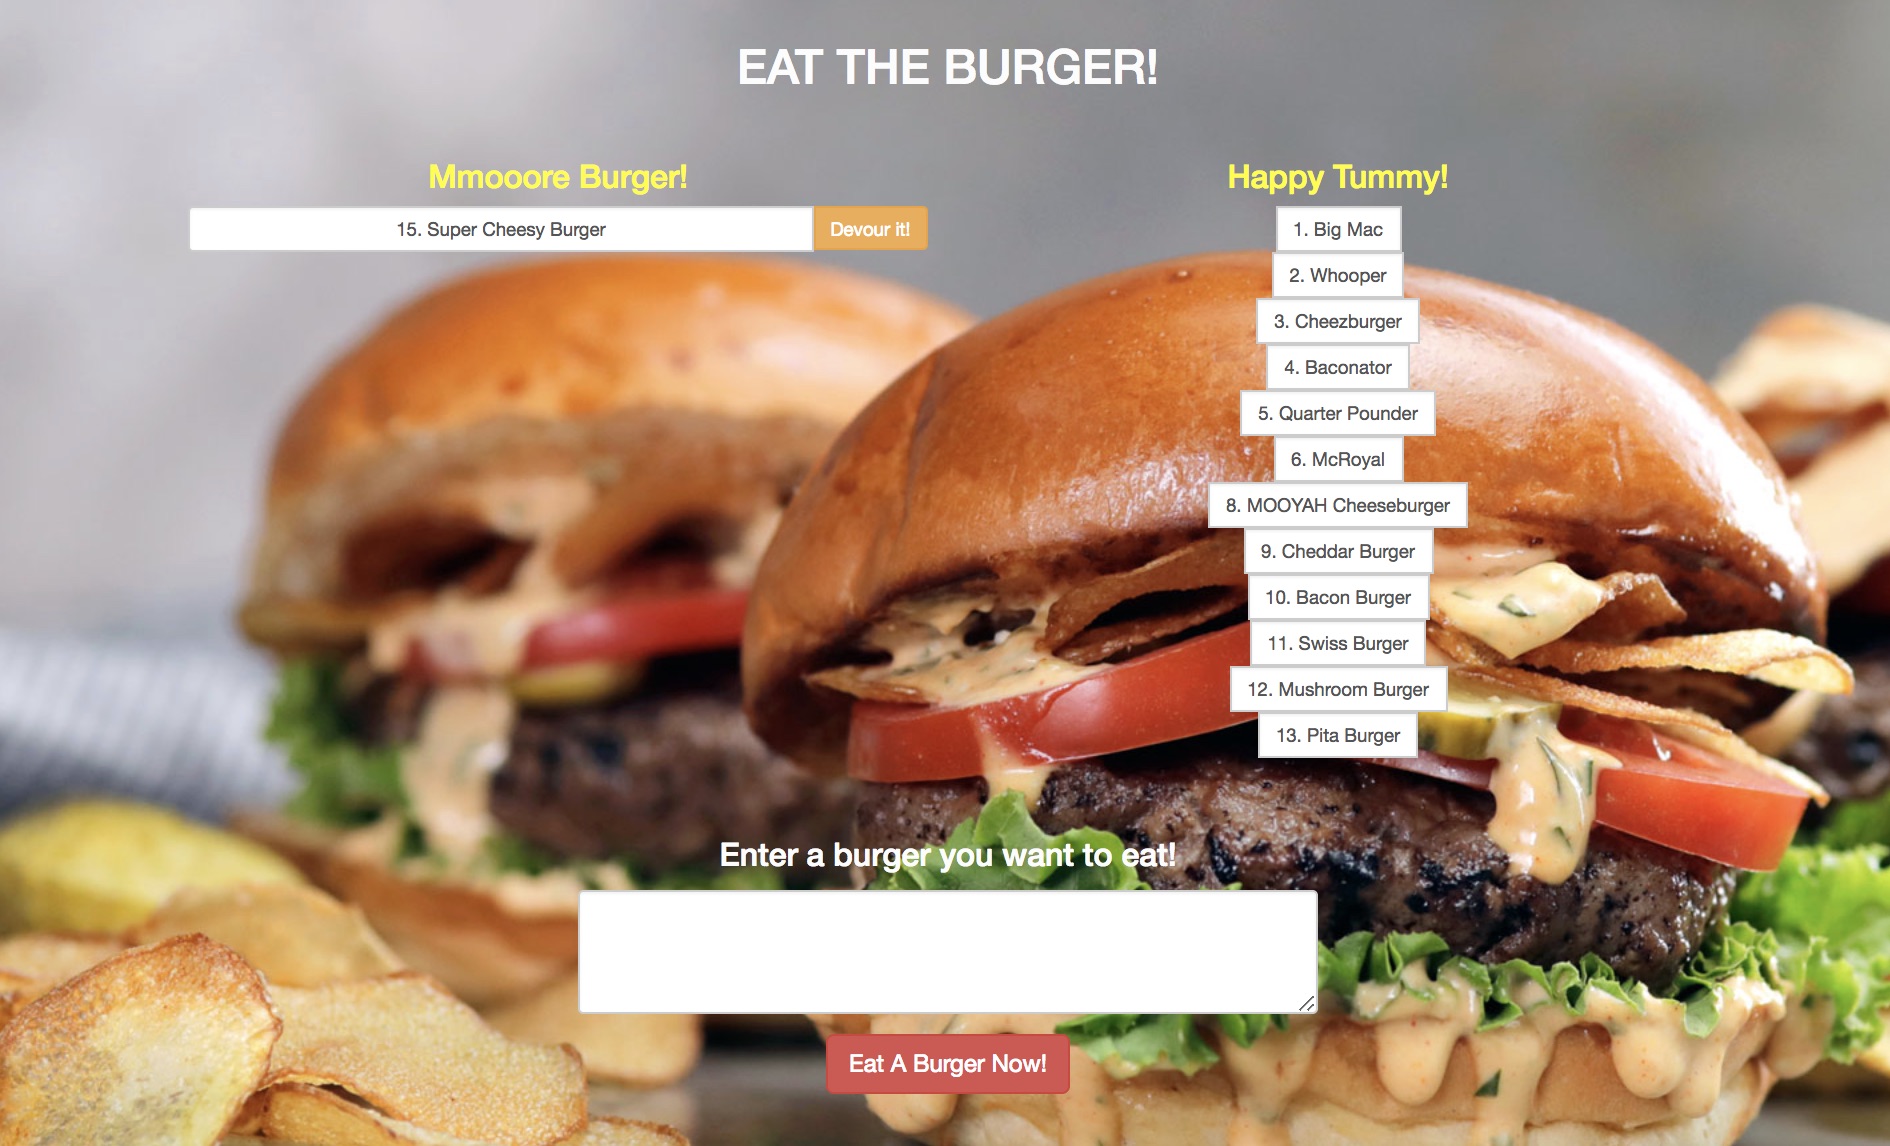 EAT THE BURGER!
Mmooore Burger!
15. Super Cheesy Burger
Devour it!
Happy Tummy!
1. Big Mac
2. Whooper
3. Cheezburger
4. Baconator
5. Quarter Pounder
6. McRoyal
8. MOOYAH Cheeseburger
9. Cheddar Burger
10. Bacon Burger
11. Swiss Burger
12. Mushroom Burger
13. Pita Burger
Enter a burger you want to eat!
Eat A Burger Now!